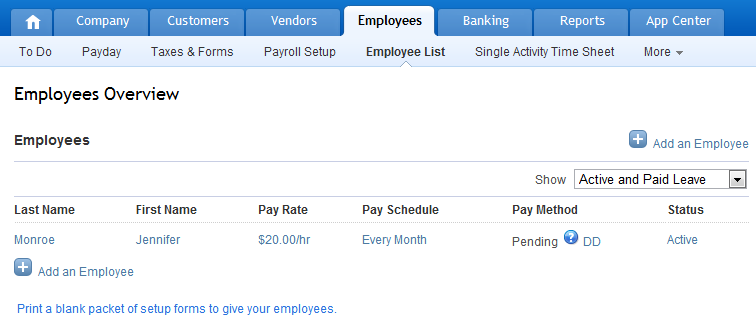 Company Customers Vendors Employees Banking Reports App Center
To Do Payday Taxes & Forms Payroll Setup Employee List Single Activity Time Sheet More
Employees Overview
Employees
Add an Employee
Show Active and Paid Leave
Last Name First Name Pay Rate Pay Schedule Pay Method Status
Monroe Jennifer $20.00/hr Every Month Pending ? DD Active
Add an Employee
Print a blank packet of setup forms to give your employees.